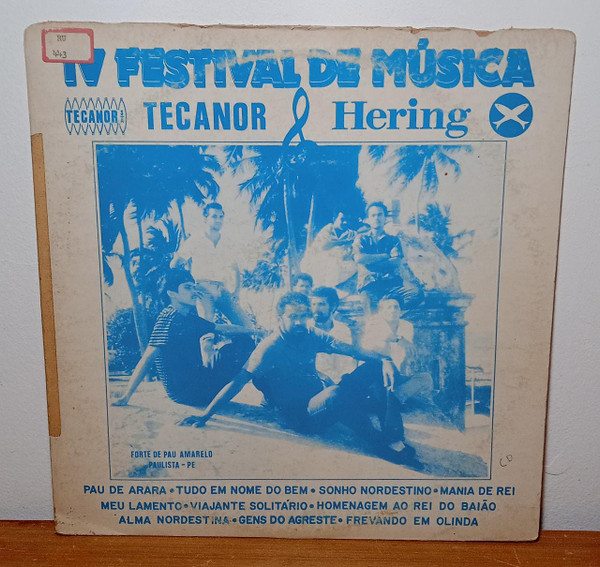 443
IV FESTIVAL DE MÚSICA
TECANOR TECANOR Hering
FORTE DE PAU AMARELO
PAULISTA - PE
CD
PAU DE ARARA • TUDO EM NOME DO BEM • SONHO NORDESTINO • MANIA DE REI
MEU LAMENTO • VIAJANTE SOLITÁRIO • HOMENAGEM AO REI DO BAIÃO
ALMA NORDESTINA • GENS DO AGRESTE • FREVANDO EM OLINDA